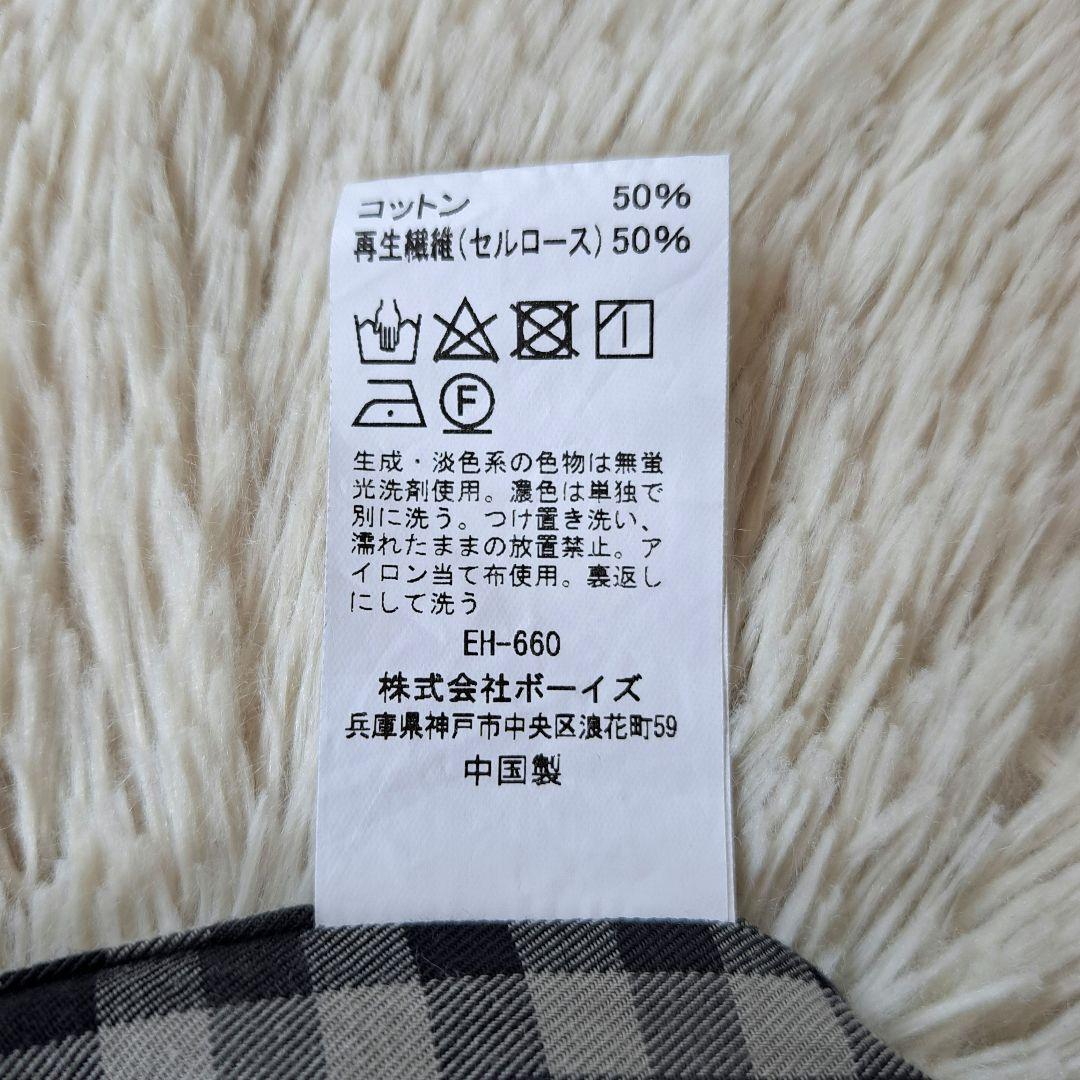 コットン 50%
再生繊維(セルロース)50%
F
生成・淡色系の色物は無蛍
光洗剤使用。濃色は単独で
別に洗う。つけ置き洗い、
濡れたままの放置禁止。ア
イロン当て布使用。裏返し
にして洗う
EH-660
株式会社ボーイズ
兵庫県神戸市中央区浪花町59
中国製